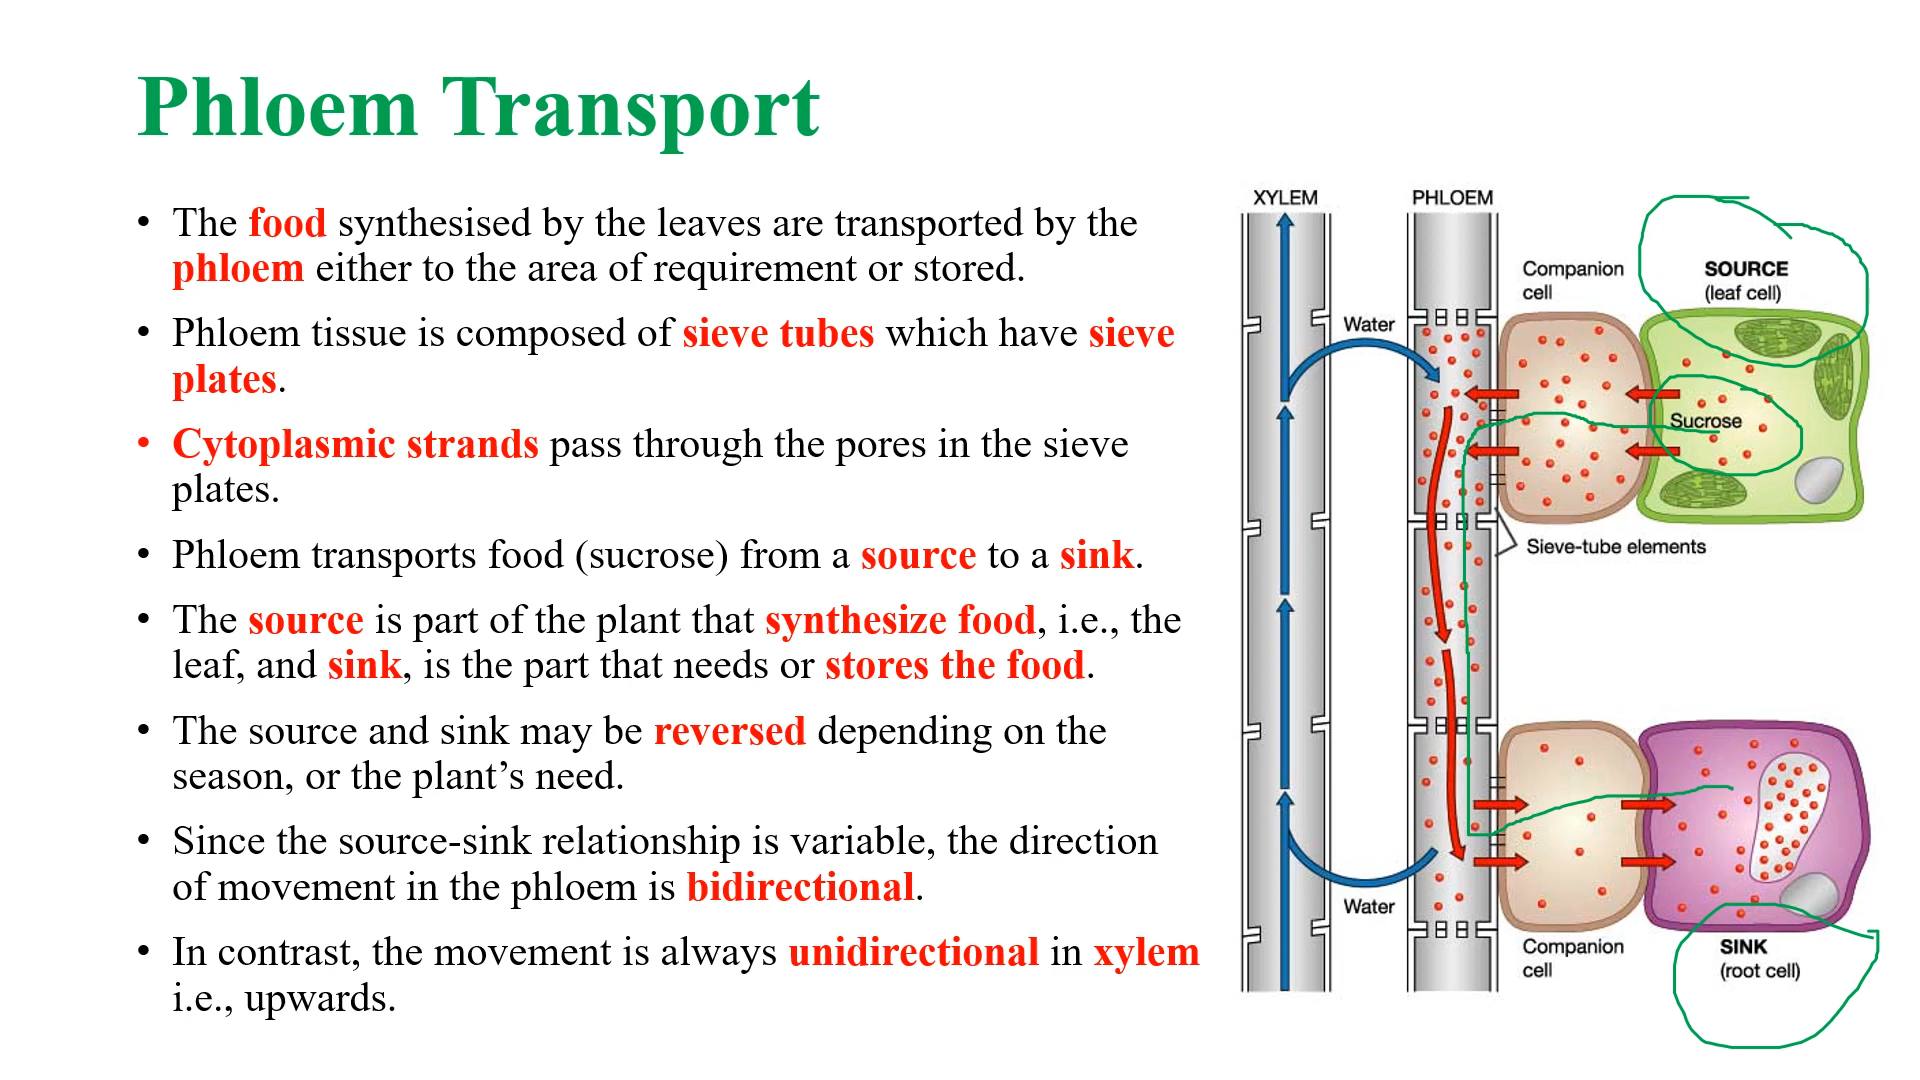 Phloem Transport
• The food synthesised by the leaves are transported by the
phloem either to the area of requirement or stored.
• Phloem tissue is composed of sieve tubes which have sieve
plates.
• Cytoplasmic strands pass through the pores in the sieve
plates.
• Phloem transports food (sucrose) from a source to a sink.
• The source is part of the plant that synthesize food, i.e., the
leaf, and sink, is the part that needs or stores the food.
• The source and sink may be reversed depending on the
season, or the plant’s need.
• Since the source-sink relationship is variable, the direction
of movement in the phloem is bidirectional.
• In contrast, the movement is always unidirectional in xylem
i.e., upwards.
XYLEM
PHLOEM
Companion
cell
SOURCE
(leaf cell)
Water
Sucrose
Sieve-tube elements
Water
Companion
cell
SINK
(root cell)